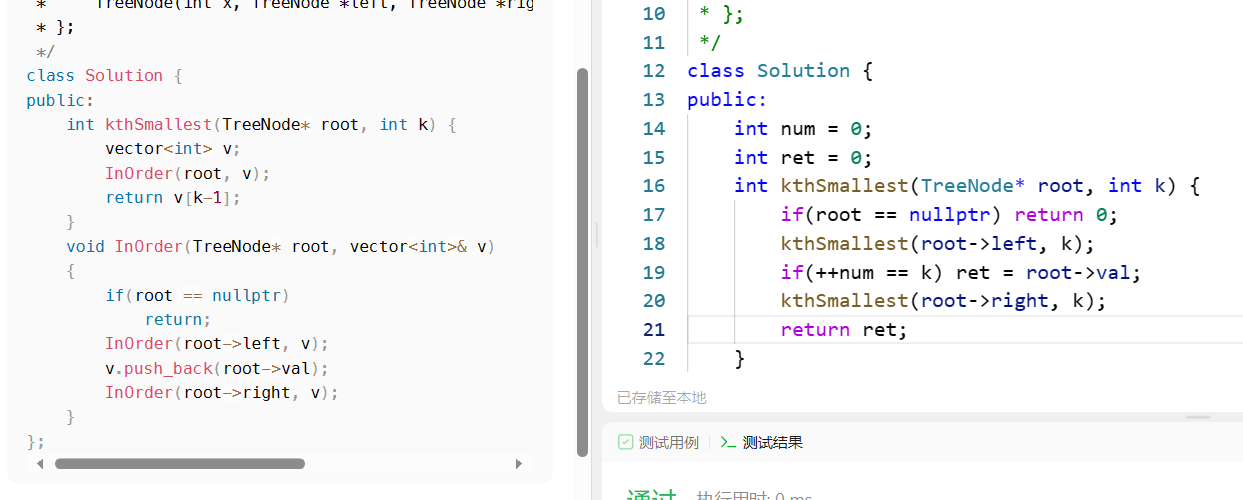 *     TreeNode(int x, TreeNode *left, TreeNode *rig
* };
*/
class Solution {
public:
    int kthSmallest(TreeNode* root, int k) {
        vector<int> v;
        InOrder(root, v);
        return v[k-1];
    }
    void InOrder(TreeNode* root, vector<int>& v)
    {
        if(root == nullptr)
            return;
        InOrder(root->left, v);
        v.push_back(root->val);
        InOrder(root->right, v);
    }
};
10 * };
11 */
12 class Solution {
13 public:
14     int num = 0;
15     int ret = 0;
16     int kthSmallest(TreeNode* root, int k) {
17         if(root == nullptr) return 0;
18         kthSmallest(root->left, k);
19         if(++num == k) ret = root->val;
20         kthSmallest(root->right, k);
21         return ret;
22     }
已存储至本地
测试用例 >_ 测试结果
通过 执行用时: 0 ms